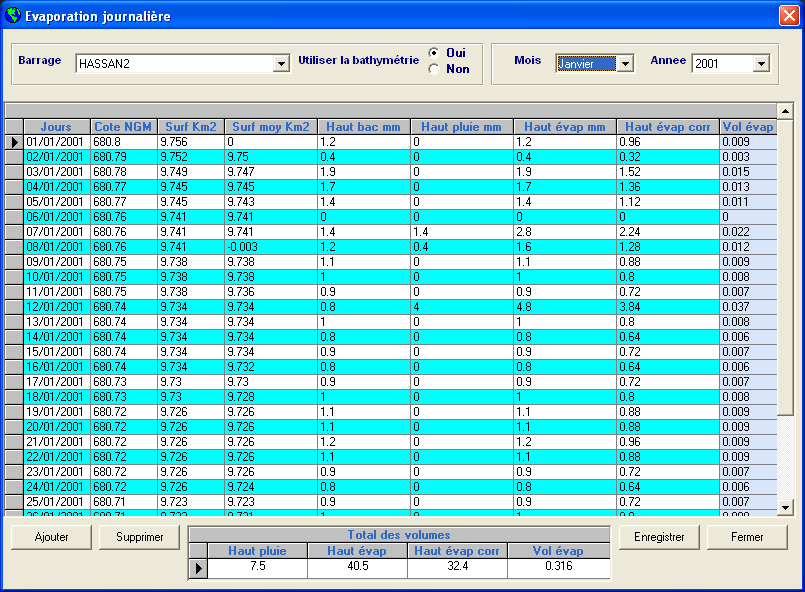 Evaporation journalière
Barrage HASSAN2 Utiliser la bathymétrie Oui Non Mois Janvier Annee 2001
Jours Cote NGM Surf Km2 Surf moy Km2 Haut bac mm Haut pluie mm Haut évap mm Haut évap corr Vol évap
01/01/2001 680.8 9.756 0 1.2 0 1.2 0.96 0.009
02/01/2001 680.79 9.752 9.75 0.4 0 0.4 0.32 0.003
03/01/2001 680.78 9.749 9.747 1.9 0 1.9 1.52 0.015
04/01/2001 680.77 9.745 9.745 1.7 0 1.7 1.36 0.013
05/01/2001 680.77 9.745 9.743 1.4 0 1.4 1.12 0.011
06/01/2001 680.76 9.741 9.741 0 0 0 0 0
07/01/2001 680.76 9.741 9.741 1.4 1.4 2.8 2.24 0.022
08/01/2001 680.76 9.741 -0.003 1.2 0.4 1.6 1.28 0.012
09/01/2001 680.75 9.738 9.738 1.1 0 1.1 0.88 0.009
10/01/2001 680.75 9.738 9.738 1 0 1 0.8 0.008
11/01/2001 680.75 9.738 9.736 0.9 0 0.9 0.72 0.007
12/01/2001 680.74 9.734 9.734 0.8 4 4.8 3.84 0.037
13/01/2001 680.74 9.734 9.734 1 0 1 0.8 0.008
14/01/2001 680.74 9.734 9.734 0.8 0 0.8 0.64 0.006
15/01/2001 680.74 9.734 9.734 0.9 0 0.9 0.72 0.007
16/01/2001 680.74 9.734 9.732 0.8 0 0.8 0.64 0.006
17/01/2001 680.73 9.73 9.73 0.9 0 0.9 0.72 0.007
18/01/2001 680.73 9.73 9.728 1 0 1 0.8 0.008
19/01/2001 680.72 9.726 9.726 1.1 0 1.1 0.88 0.009
20/01/2001 680.72 9.726 9.726 1.1 0 1.1 0.88 0.009
21/01/2001 680.72 9.726 9.726 1.2 0 1.2 0.96 0.009
22/01/2001 680.72 9.726 9.726 1.1 0 1.1 0.88 0.009
23/01/2001 680.72 9.726 9.726 0.9 0 0.9 0.72 0.007
24/01/2001 680.72 9.726 9.724 0.8 0 0.8 0.64 0.006
25/01/2001 680.71 9.723 9.723 0.9 0 0.9 0.72 0.007
Ajouter Supprimer Total des volumes Enregistrer Fermer
Haut pluie Haut évap Haut évap corr Vol évap
7.5 40.5 32.4 0.316